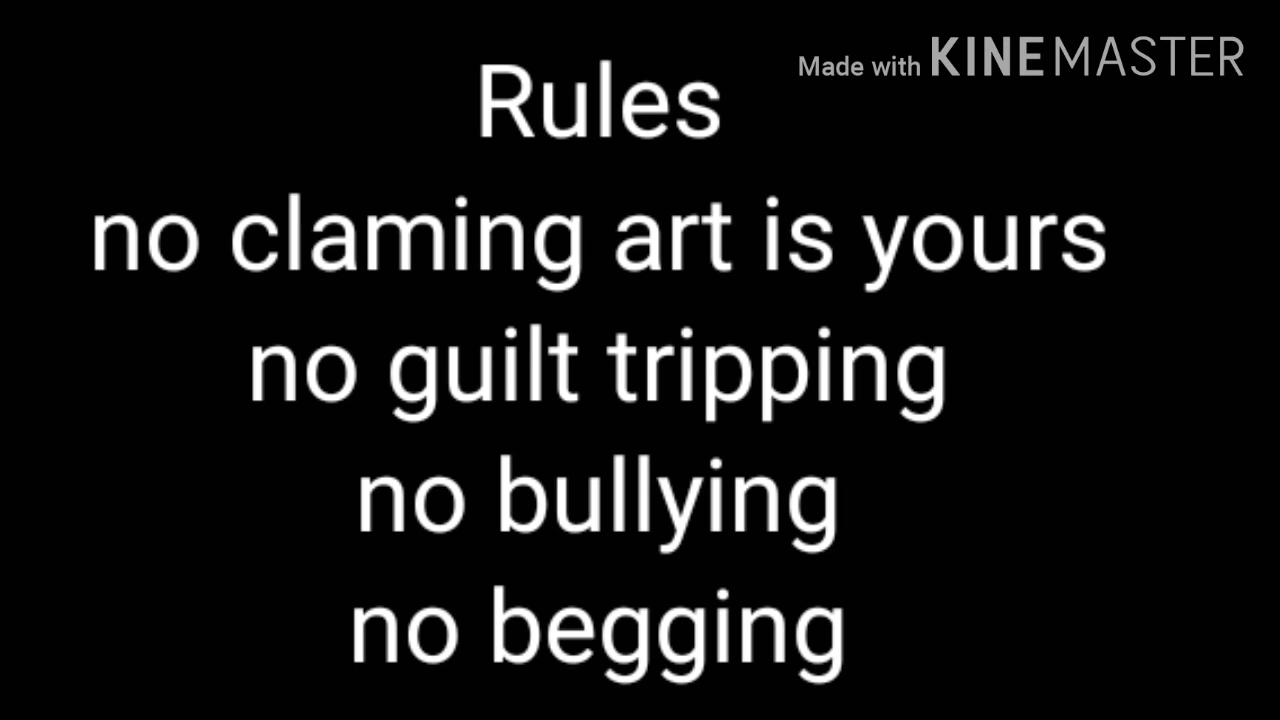 Made with KINEMASTER
Rules
no claming art is yours
no guilt tripping
no bullying
no begging